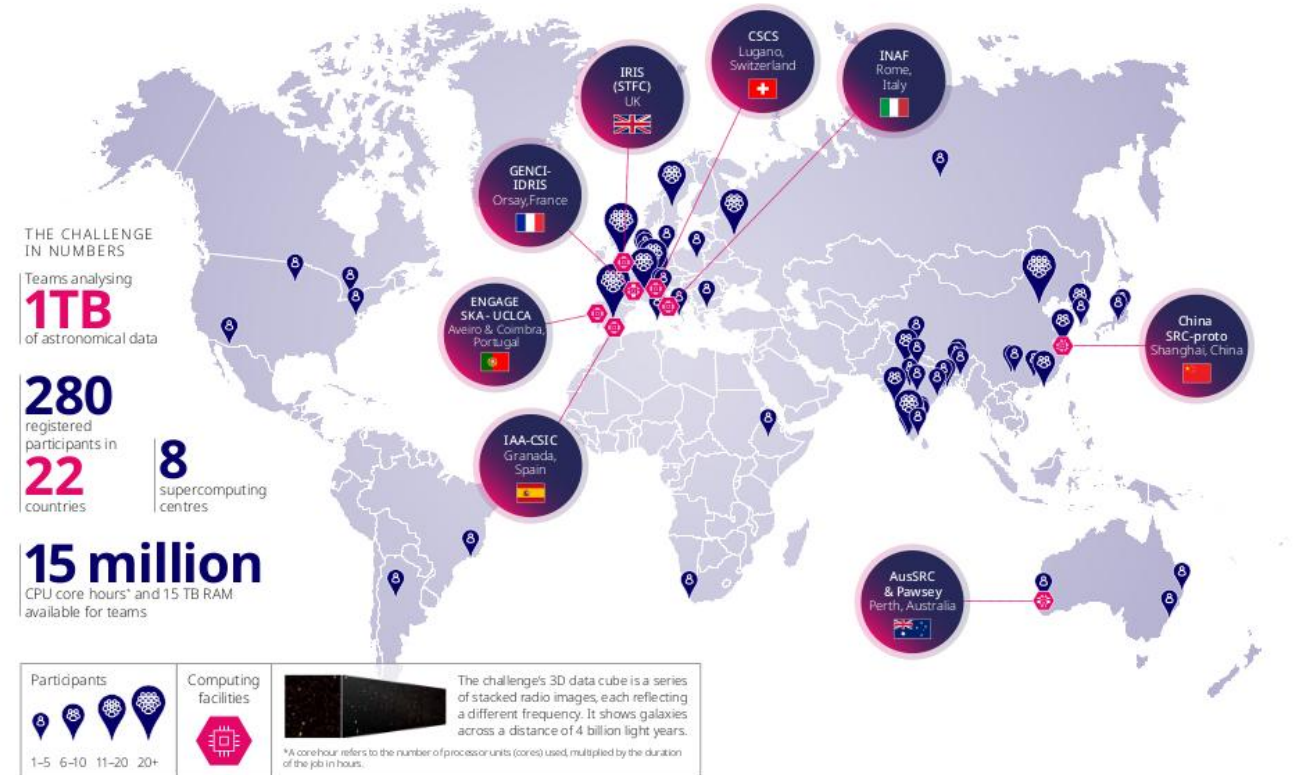 CSCS
Lugano,
Switzerland
INAF
Rome,
Italy
IRIS
(STFC)
UK
GENCI-
IDRIS
Orsay, France
ENGAGE
SKA - UCLCA
Aveiro & Coimbra,
Portugal
IAA-CSIC
Granada,
Spain
China
SRC-proto
Shanghai, China
AusSRC
& Pawsey
Perth, Australia
THE CHALLENGE
IN NUMBERS
Teams analysing
1TB
of astronomical data
280
registered
participants in
22
countries
8
supercomputing
centres
15 million
CPU core hours* and 15 TB RAM
available for teams
Participants
1–5 6–10 11–20 20+
Computing
facilities
The challenge's 3D data cube is a series
of stacked radio images, each reflecting
a different frequency. It shows galaxies
across a distance of 4 billion light years.
*A core hour refers to the number of processor units (cores) used, multiplied by the duration
of the job in hours.